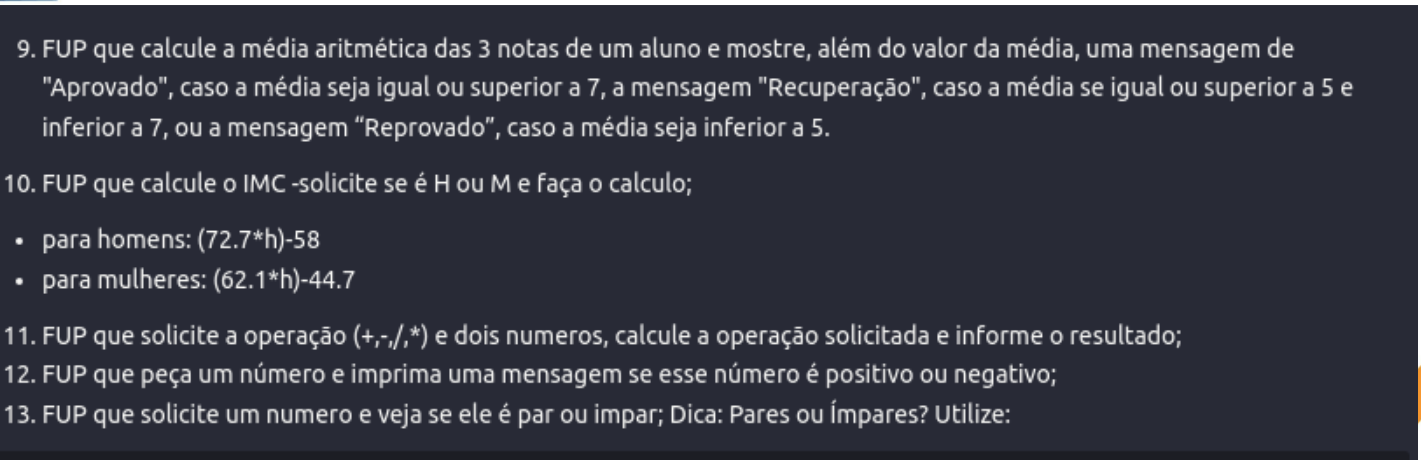 9. FUP que calcule a média aritmética das 3 notas de um aluno e mostre, além do valor da média, uma mensagem de
"Aprovado", caso a média seja igual ou superior a 7, a mensagem "Recuperação", caso a média se igual ou superior a 5 e
inferior a 7, ou a mensagem “Reprovado”, caso a média seja inferior a 5.
10. FUP que calcule o IMC -solicite se é H ou M e faça o calculo;
• para homens: (72.7*h)-58
• para mulheres: (62.1*h)-44.7
11. FUP que solicite a operação (+,-,/,*) e dois numeros, calcule a operação solicitada e informe o resultado;
12. FUP que peça um número e imprima uma mensagem se esse número é positivo ou negativo;
13. FUP que solicite um numero e veja se ele é par ou impar; Dica: Pares ou Ímpares? Utilize: